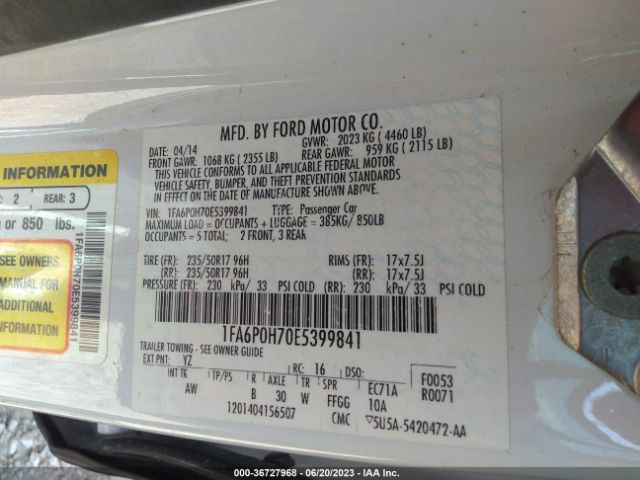 MFD. BY FORD MOTOR CO.
DATE: 04/14 GVWR: 2023 KG ( 4460 LB)
FRONT GAWR: 1068 KG ( 2355 LB) REAR GAWR: 959 KG ( 2115 LB)
THIS VEHICLE CONFORMS TO ALL APPLICABLE FEDERAL MOTOR
VEHICLE SAFETY, BUMPER, AND THEFT PREVENTION STANDARDS
IN EFFECT ON THE DATE OF MANUFACTURE SHOWN ABOVE.
VIN: 1FA6P0H70E5399841 TYPE: Passenger Car
MAXIMUM LOAD = OCCUPANTS + LUGGAGE = 385KG/ 850LB
OCCUPANTS = 5 TOTAL; 2 FRONT, 3 REAR
TIRE (FR): 235/50R17 96H RIMS (FR): 17x7.5J
(RR): 235/50R17 96H (RR): 17x7.5J
PRESSURE (FR): 230 kPa/ 33 PSI COLD (RR): 230 kPa/ 33 PSI COLD
1FA6P0H70E5399841
TRAILER TOWING - SEE OWNER GUIDE
EXT PNT: YZ RC: 16 DSO: F0053
INT TR TP/PS R AXLE TR SPR EC71A R0071
AW B 30 W FFGG 10A
1201404156507 CMC 5U5A-5420472-AA
INFORMATION
2 REAR: 3
or 850 lbs.
SEE OWNERS
MANUAL FOR
ADDITIONAL
INFORMATION
1FA6P0H70E5399841
000-36727968 - 06/20/2023 - IAA Inc.